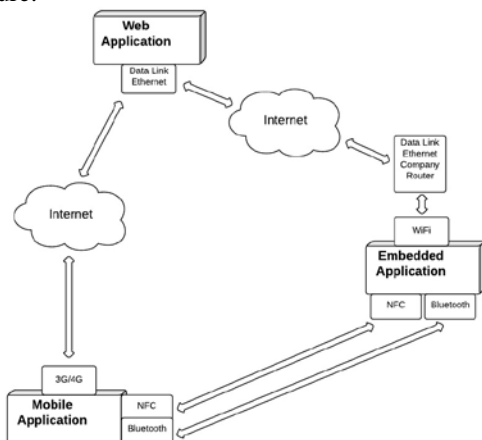 Web
Application
Data Link
Ethernet
Internet
Data Link
Ethernet
Company
Router
Internet
WiFi
Embedded
Application
NFC
Bluetooth
3G/4G
Mobile
Application
NFC
Bluetooth